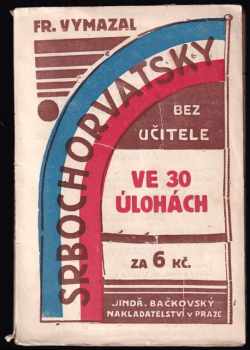 FR. VYMAZAL
SRBOCHORVATSKY
BEZ
UČITELE
VE 30
ÚLOHÁCH
ZA 6 KČ.
JINDŘ. BAČKOVSKÝ
NAKLADATELSTVÍ V PRAZE